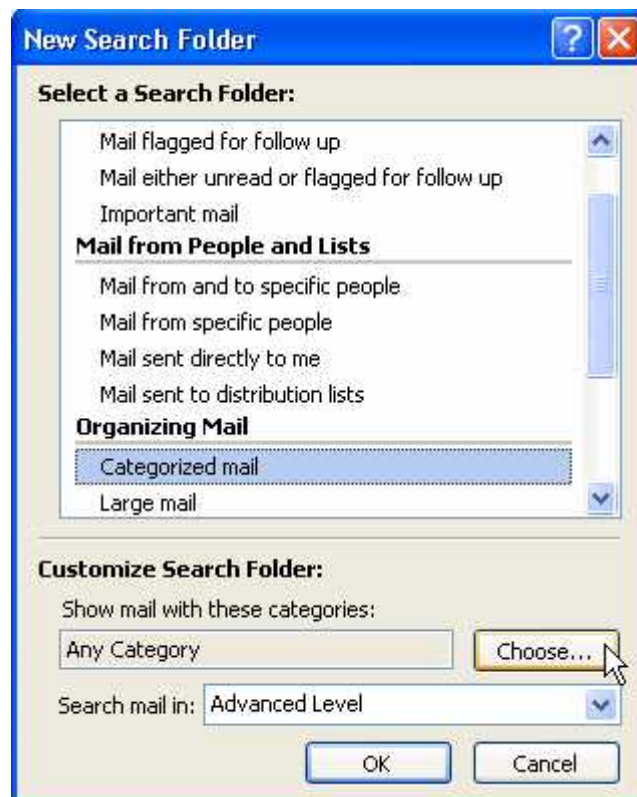 New Search Folder
Select a Search Folder:
Mail flagged for follow up
Mail either unread or flagged for follow up
Important mail
Mail from People and Lists
Mail from and to specific people
Mail from specific people
Mail sent directly to me
Mail sent to distribution lists
Organizing Mail
Categorized mail
Large mail
Customize Search Folder:
Show mail with these categories:
Any Category Choose...
Search mail in: Advanced Level
OK Cancel